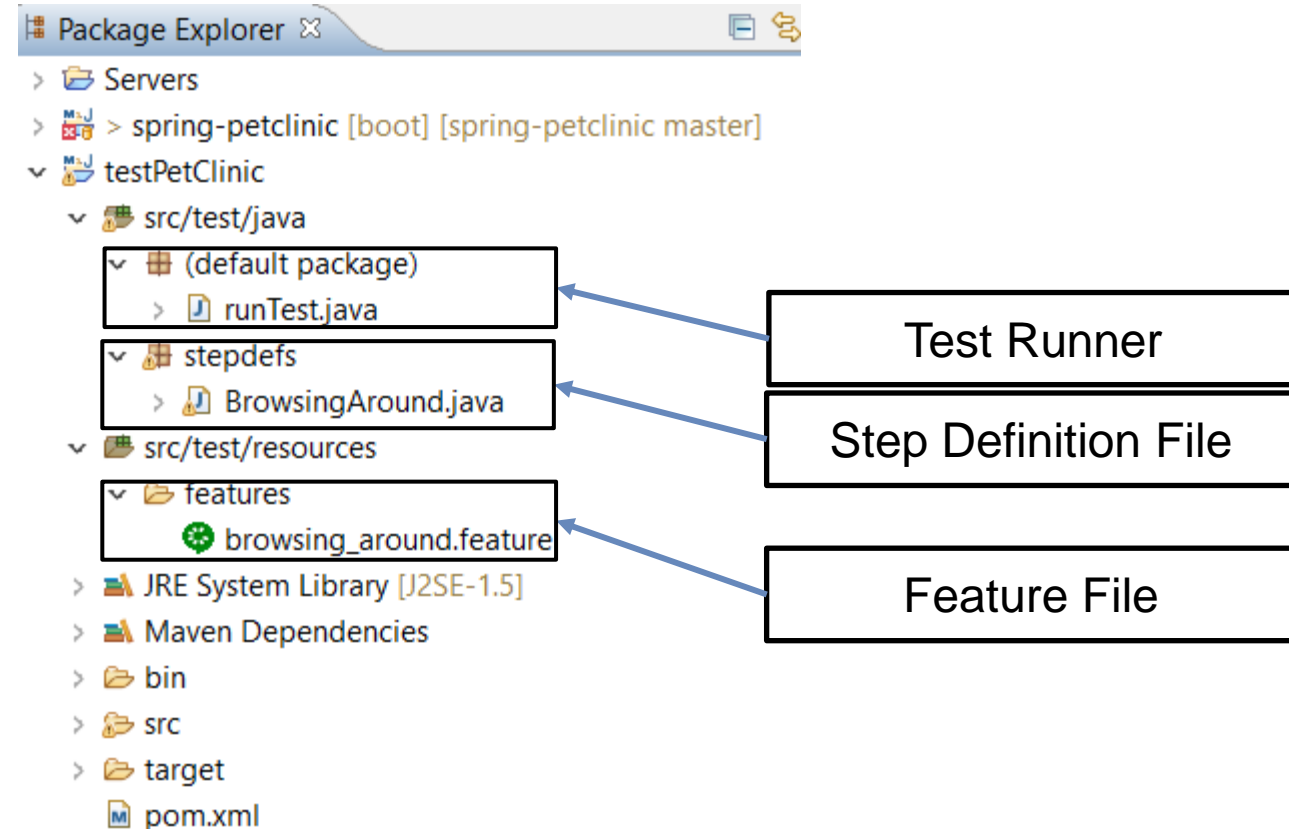 Package Explorer
Servers
> spring-petclinic [boot] [spring-petclinic master]
testPetClinic
src/test/java
(default package)
runTest.java
Test Runner
stepdefs
BrowsingAround.java
Step Definition File
src/test/resources
features
browsing_around.feature
Feature File
JRE System Library [J2SE-1.5]
Maven Dependencies
bin
src
target
pom.xml